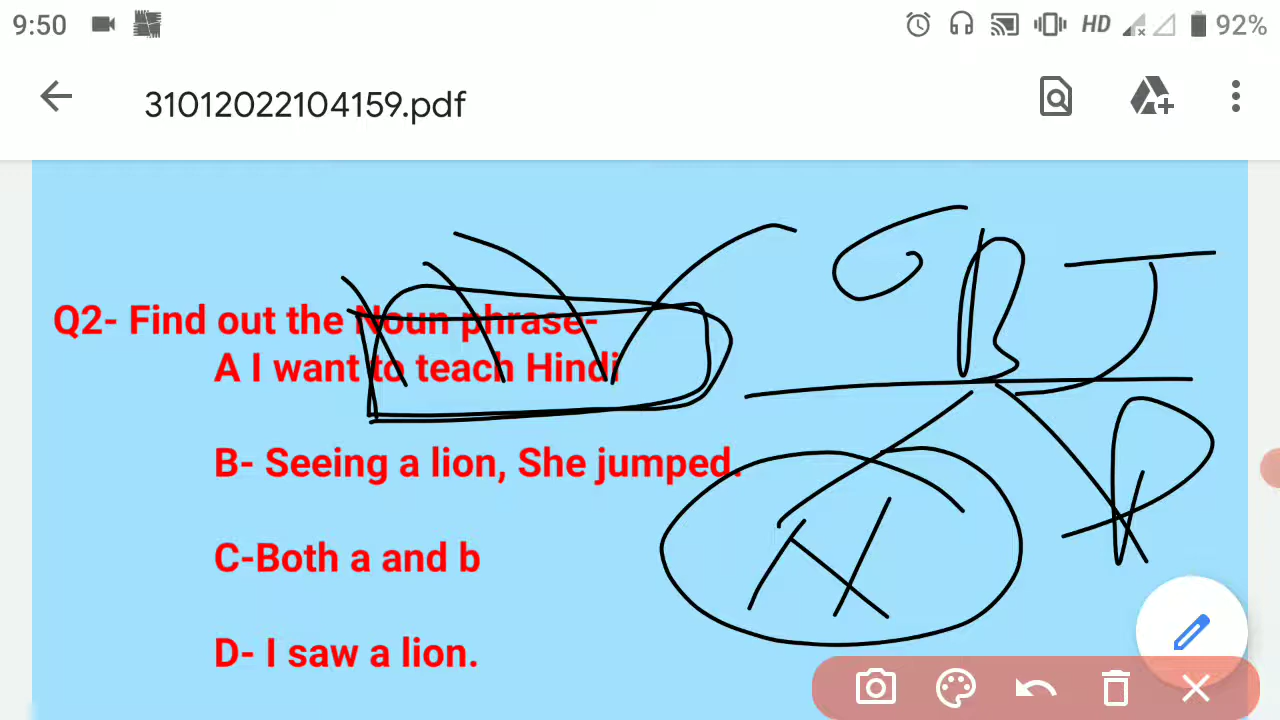 9:50 HD 92%
31012022104159.pdf
OBJ
Q2- Find out the Noun phrase-
A I want to teach Hindi
B- Seeing a lion, She jumped.
N P
C-Both a and b
D- I saw a lion.